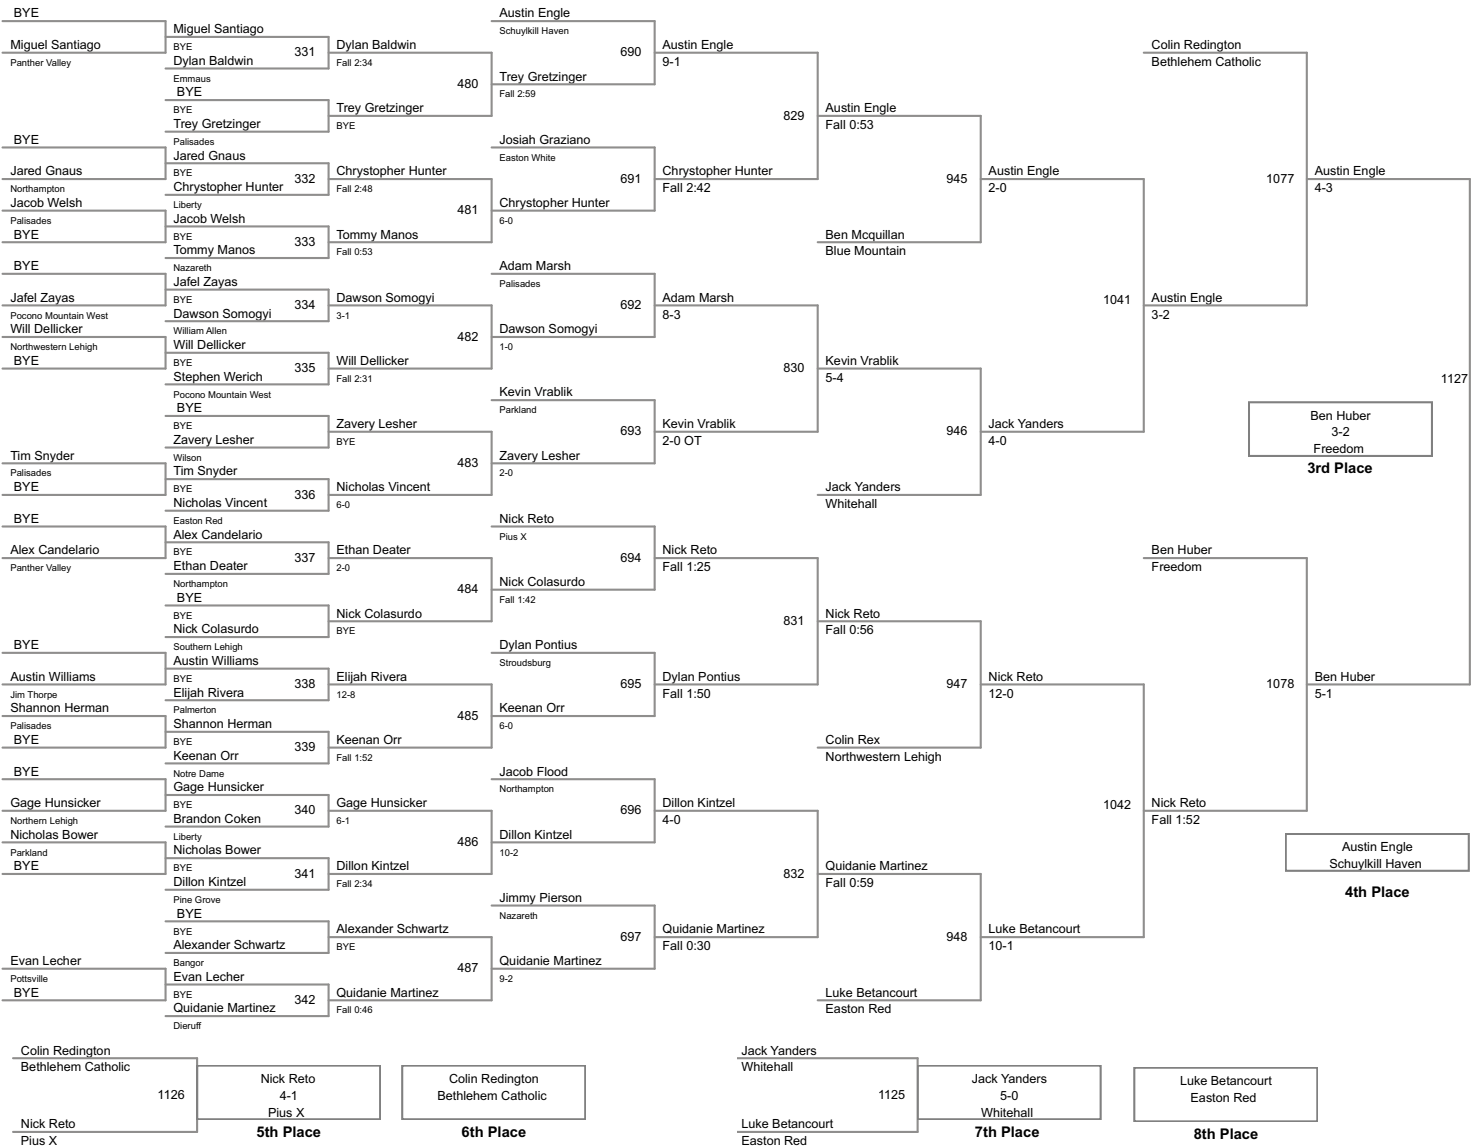 BYE
Miguel Santiago
Panther Valley
BYE
Jared Gnaus
Northampton
Jacob Welsh
Palisades
BYE
BYE
Jafel Zayas
Pocono Mountain West
Will Dellicker
Northwestern Lehigh
BYE
Tim Snyder
Palisades
BYE
BYE
Alex Candelario
Panther Valley
BYE
Austin Williams
Jim Thorpe
Shannon Herman
Palisades
BYE
BYE
Gage Hunsicker
Northern Lehigh
Nicholas Bower
Parkland
BYE
Evan Lecher
Pottsville
BYE
Miguel Santiago
BYE
331
Dylan Baldwin
Emmaus
BYE
BYE
Trey Gretzinger
Palisades
Jared Gnaus
BYE
332
Chrystopher Hunter
Liberty
Jacob Welsh
BYE
333
Tommy Manos
Nazareth
Jafel Zayas
BYE
334
Dawson Somogyi
William Allen
Will Dellicker
BYE
335
Stephen Werich
Pocono Mountain West
BYE
BYE
Zavery Lesher
Wilson
Tim Snyder
BYE
336
Nicholas Vincent
Easton Red
Alex Candelario
BYE
337
Ethan Deater
Northampton
BYE
BYE
Nick Colasurdo
Southern Lehigh
Austin Williams
BYE
338
Elijah Rivera
Palmerton
Shannon Herman
BYE
339
Keenan Orr
Notre Dame
Gage Hunsicker
BYE
340
Brandon Coken
Liberty
Nicholas Bower
BYE
341
Dillon Kintzel
Pine Grove
BYE
BYE
Alexander Schwartz
Bangor
Evan Lecher
BYE
342
Quidanie Martinez
Dieruff
Dylan Baldwin
Fall 2:34
480
Trey Gretzinger
BYE
Chrystopher Hunter
Fall 2:48
481
Tommy Manos
Fall 0:53
Dawson Somogyi
3-1
482
Will Dellicker
Fall 2:31
Zavery Lesher
BYE
483
Nicholas Vincent
6-0
Ethan Deater
2-0
484
Nick Colasurdo
BYE
Elijah Rivera
12-8
485
Keenan Orr
Fall 1:52
Gage Hunsicker
6-1
486
Dillon Kintzel
Fall 2:34
Alexander Schwartz
BYE
487
Quidanie Martinez
Fall 0:46
Austin Engle
Schuylkill Haven
690
Trey Gretzinger
Fall 2:59
Josiah Graziano
Easton White
691
Chrystopher Hunter
6-0
Adam Marsh
Palisades
692
Dawson Somogyi
1-0
Kevin Vrablik
Parkland
693
Zavery Lesher
2-0
Nick Reto
Pius X
694
Nick Colasurdo
Fall 1:42
Dylan Pontius
Stroudsburg
695
Keenan Orr
6-0
Jacob Flood
Northampton
696
Dillon Kintzel
10-2
Jimmy Pierson
Nazareth
697
Quidanie Martinez
9-2
Austin Engle
9-1
829
Chrystopher Hunter
Fall 2:42
Adam Marsh
8-3
830
Kevin Vrablik
2-0 OT
Nick Reto
Fall 1:25
831
Dylan Pontius
Fall 1:50
Dillon Kintzel
4-0
832
Quidanie Martinez
Fall 0:30
Austin Engle
Fall 0:53
945
Ben Mcquillan
Blue Mountain
Kevin Vrablik
5-4
946
Jack Yanders
Whitehall
Nick Reto
Fall 0:56
947
Colin Rex
Northwestern Lehigh
Quidanie Martinez
Fall 0:59
948
Luke Betancourt
Easton Red
Austin Engle
2-0
1041
Jack Yanders
4-0
Nick Reto
12-0
1042
Luke Betancourt
10-1
Colin Redington
Bethlehem Catholic
1077
Austin Engle
3-2
Ben Huber
Freedom
1078
Nick Reto
Fall 1:52
Austin Engle
4-3
1127
Ben Huber
5-1
Ben Huber
3-2
Freedom
3rd Place
Austin Engle
Schuylkill Haven
4th Place
Colin Redington
Bethlehem Catholic
1126
Nick Reto
Pius X
Nick Reto
4-1
Pius X
5th Place
Colin Redington
Bethlehem Catholic
6th Place
Jack Yanders
Whitehall
1125
Luke Betancourt
Easton Red
Jack Yanders
5-0
Whitehall
7th Place
Luke Betancourt
Easton Red
8th Place